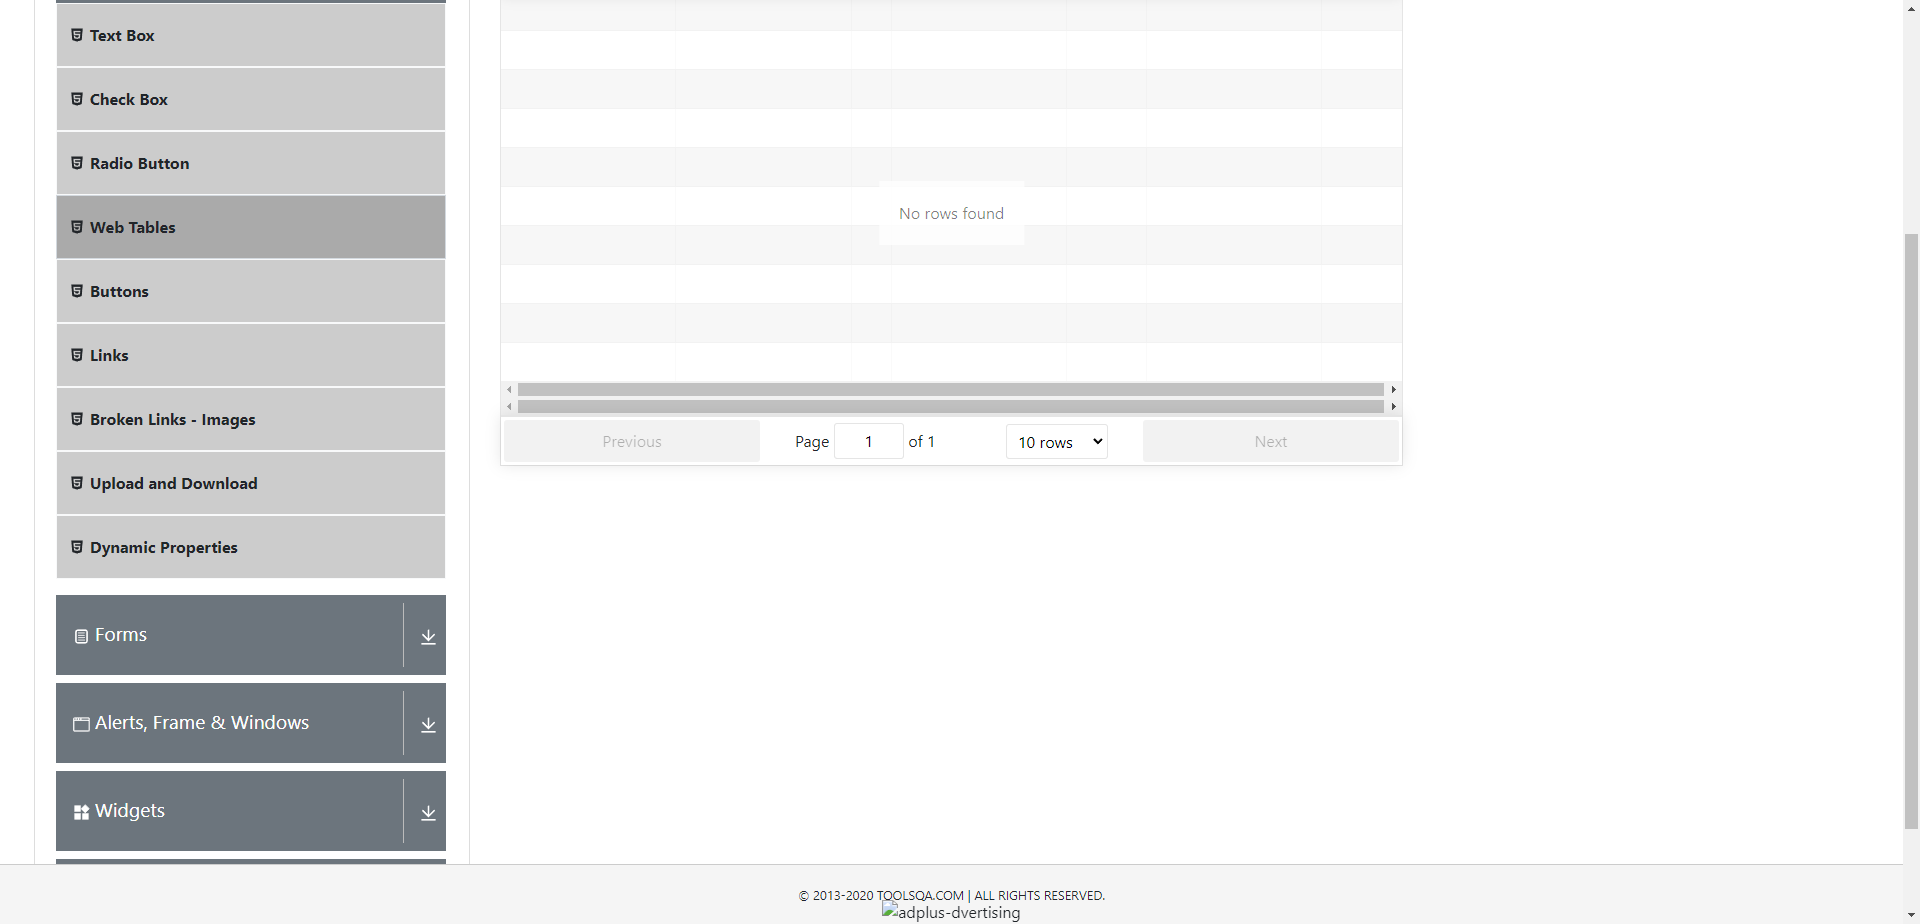 Text Box
Check Box
Radio Button
Web Tables
Buttons
Links
Broken Links - Images
Upload and Download
Dynamic Properties
Forms
Alerts, Frame & Windows
Widgets
No rows found
Previous
Page 1 of 1
10 rows
Next
© 2013-2020 TOOLSQA.COM | ALL RIGHTS RESERVED.
adplus-dvertising